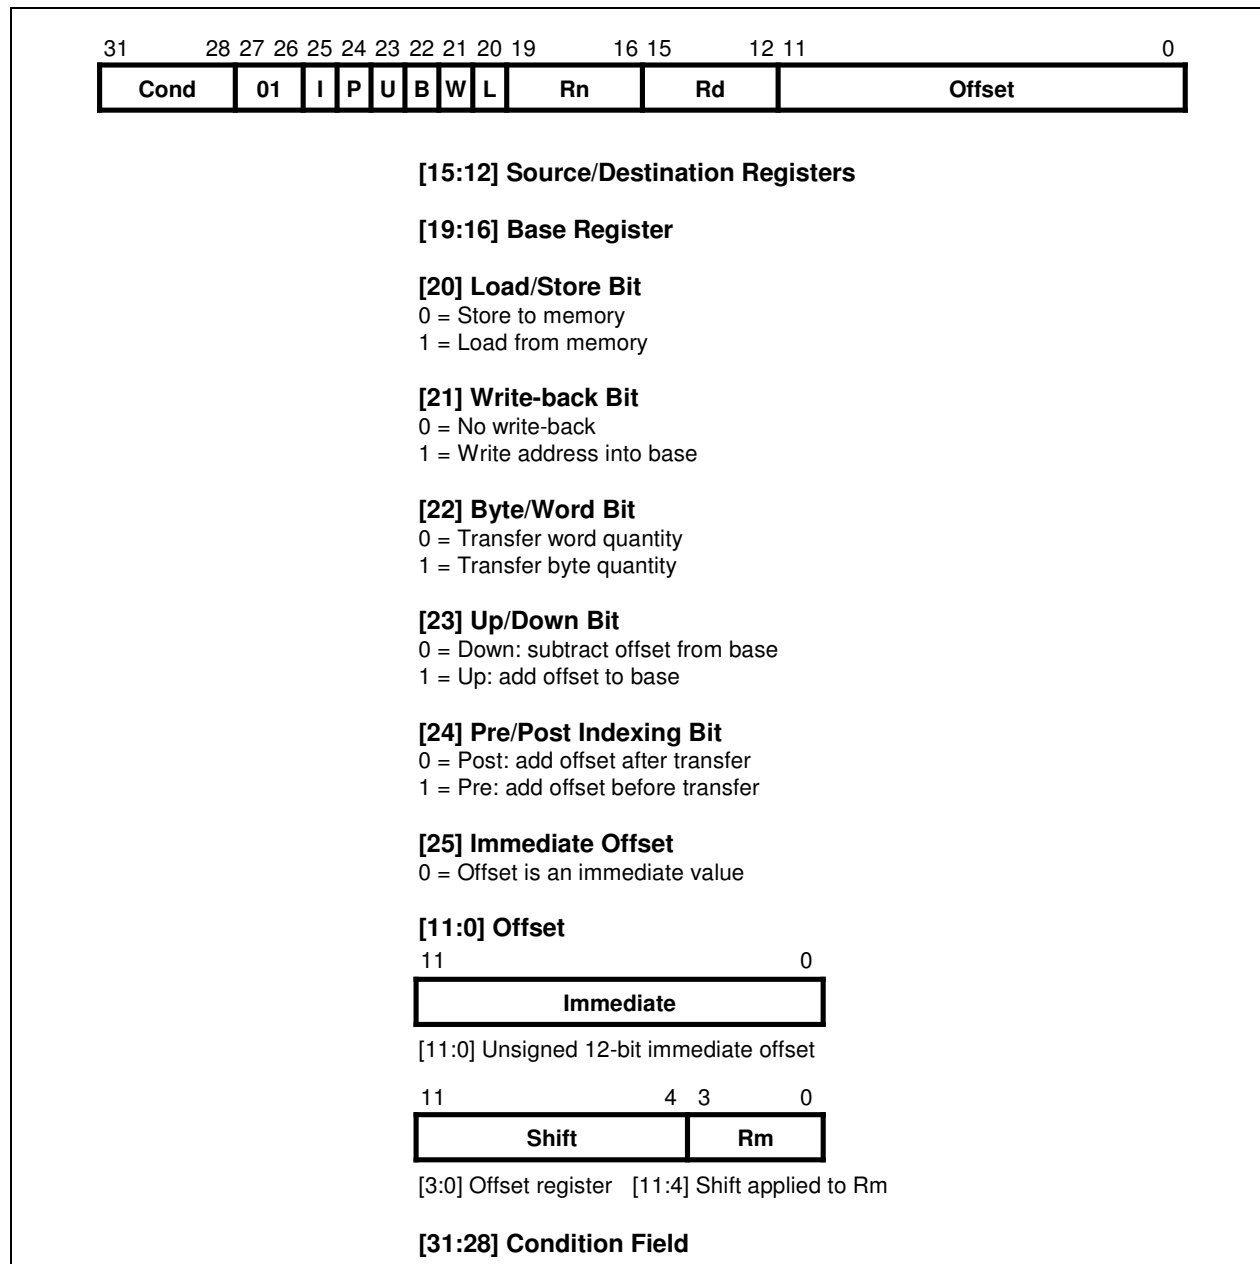 31 28 27 26 25 24 23 22 21 20 19 16 15 12 11 0
Cond 01 I P U B W L Rn Rd Offset
[15:12] Source/Destination Registers
[19:16] Base Register
[20] Load/Store Bit
0 = Store to memory
1 = Load from memory
[21] Write-back Bit
0 = No write-back
1 = Write address into base
[22] Byte/Word Bit
0 = Transfer word quantity
1 = Transfer byte quantity
[23] Up/Down Bit
0 = Down: subtract offset from base
1 = Up: add offset to base
[24] Pre/Post Indexing Bit
0 = Post: add offset after transfer
1 = Pre: add offset before transfer
[25] Immediate Offset
0 = Offset is an immediate value
[11:0] Offset
11 0
Immediate
[11:0] Unsigned 12-bit immediate offset
11 4 3 0
Shift Rm
[3:0] Offset register [11:4] Shift applied to Rm
[31:28] Condition Field